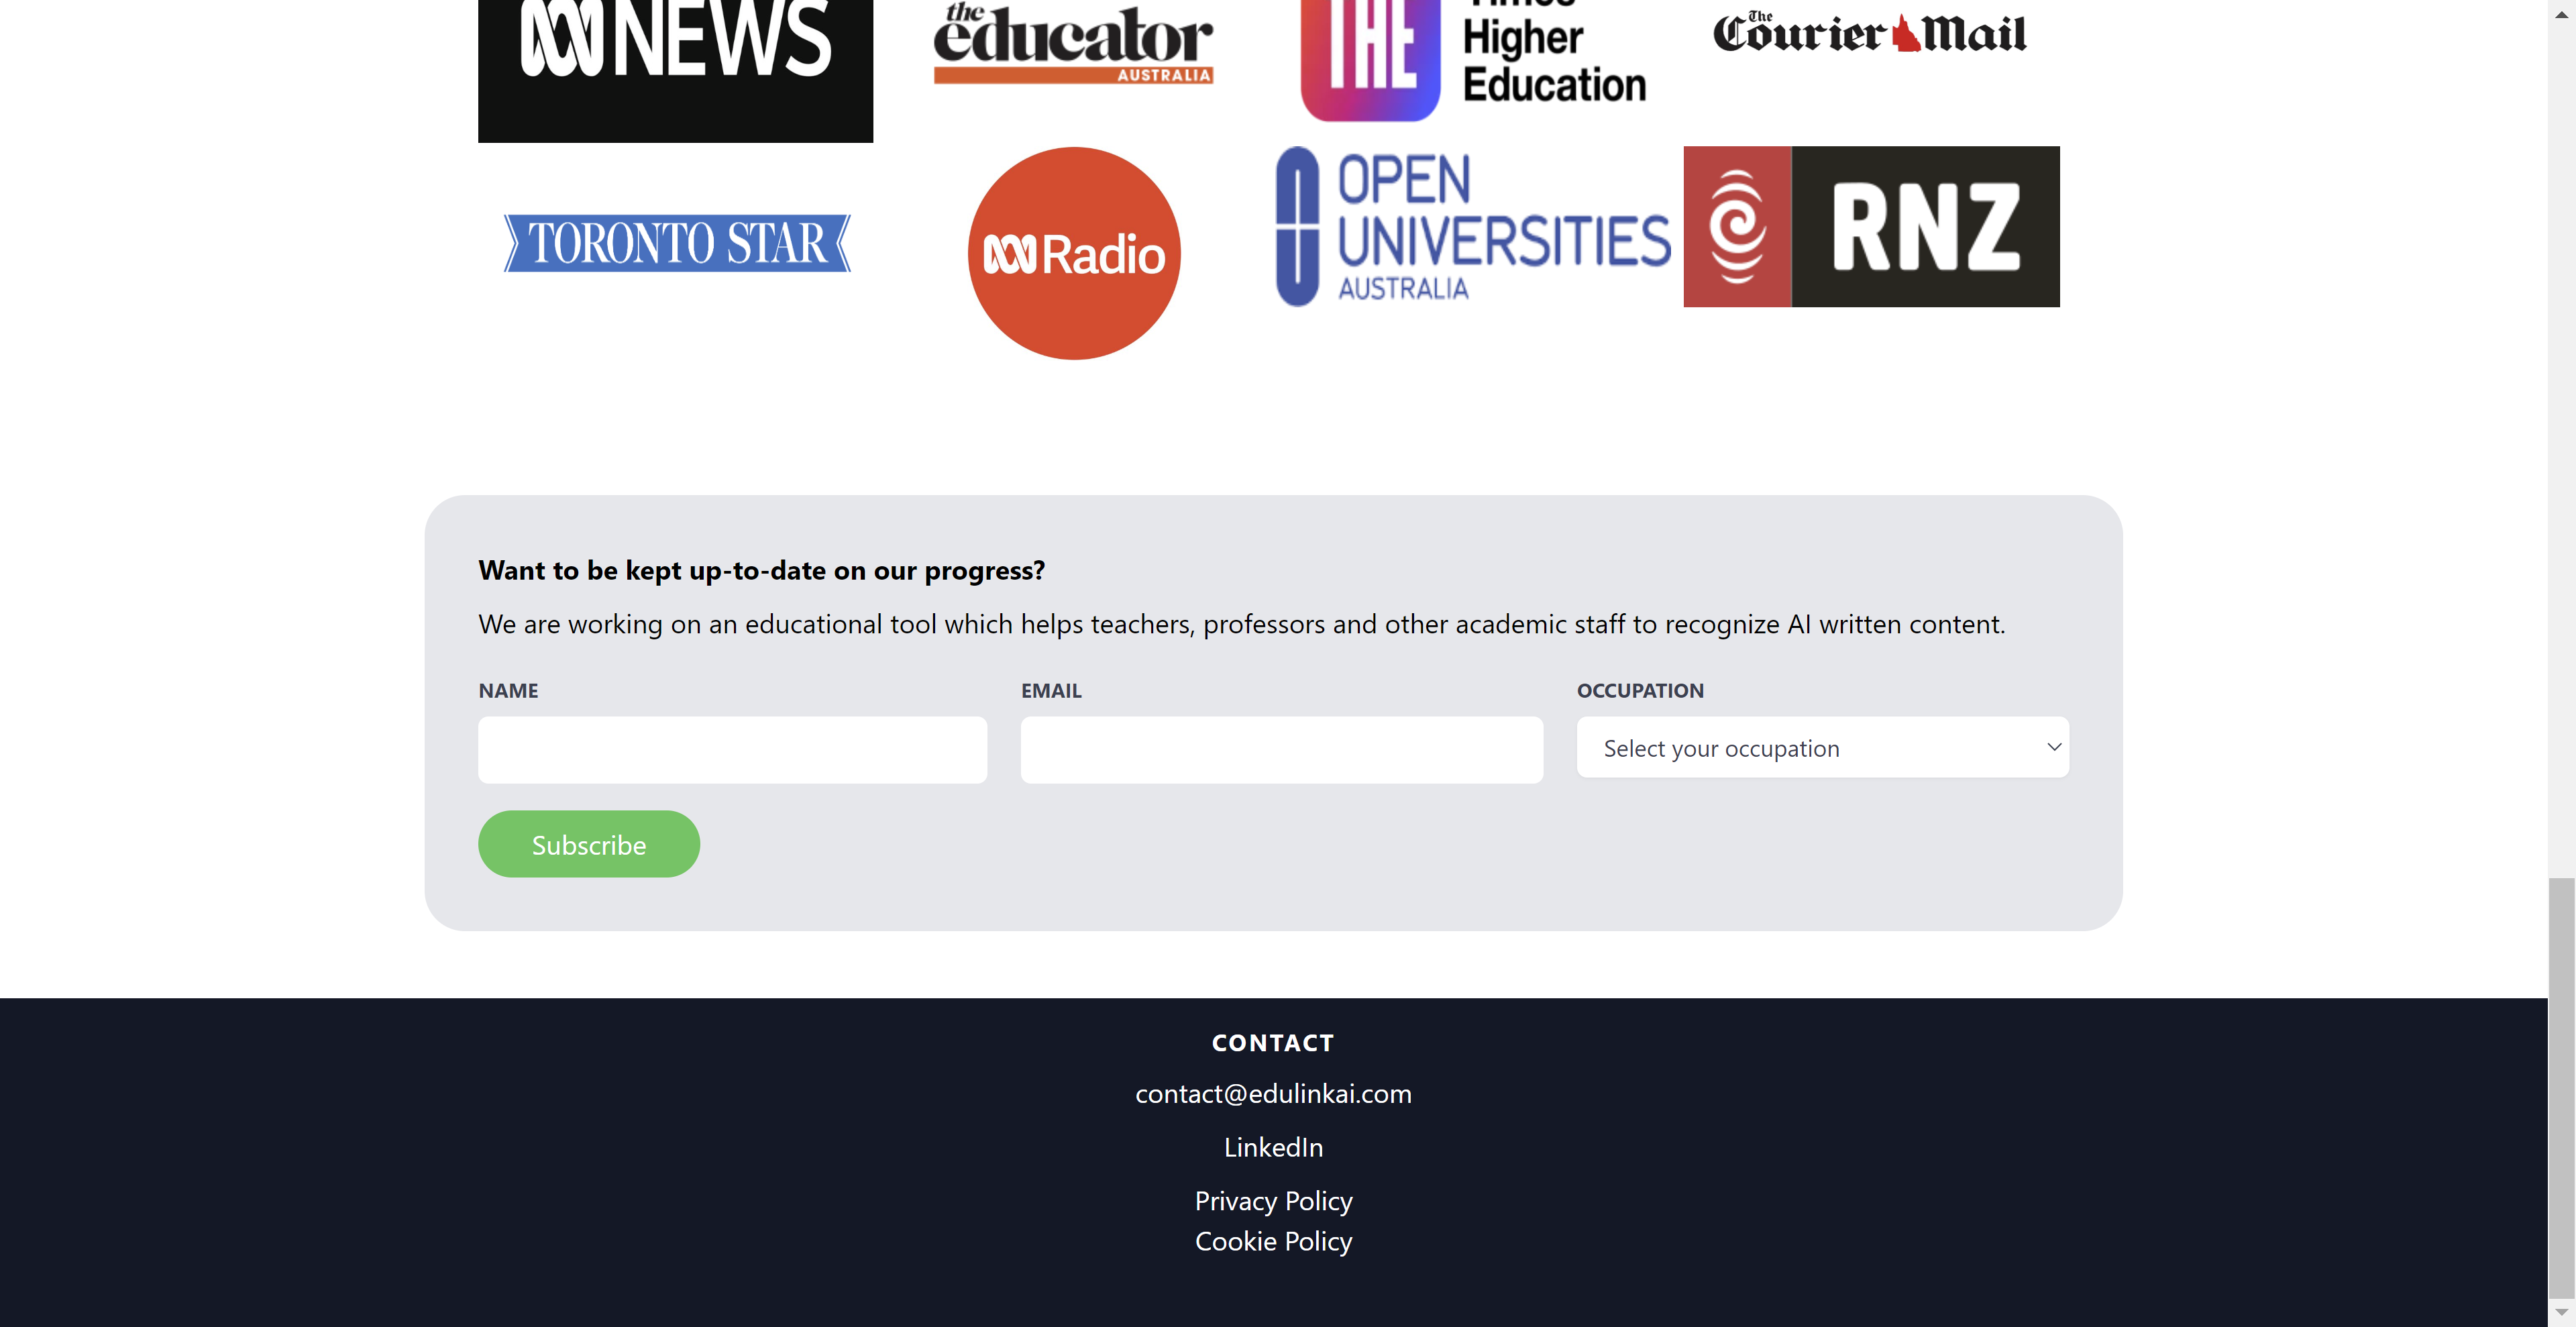 NEWS
the
educator
AUSTRALIA
THE
Times
Higher
Education
The
Courier Mail
TORONTO STAR
Radio
OPEN
UNIVERSITIES
AUSTRALIA
RNZ
Want to be kept up-to-date on our progress?
We are working on an educational tool which helps teachers, professors and other academic staff to recognize AI written content.
NAME
EMAIL
OCCUPATION
Select your occupation
Subscribe
CONTACT
contact@edulinkai.com
LinkedIn
Privacy Policy
Cookie Policy